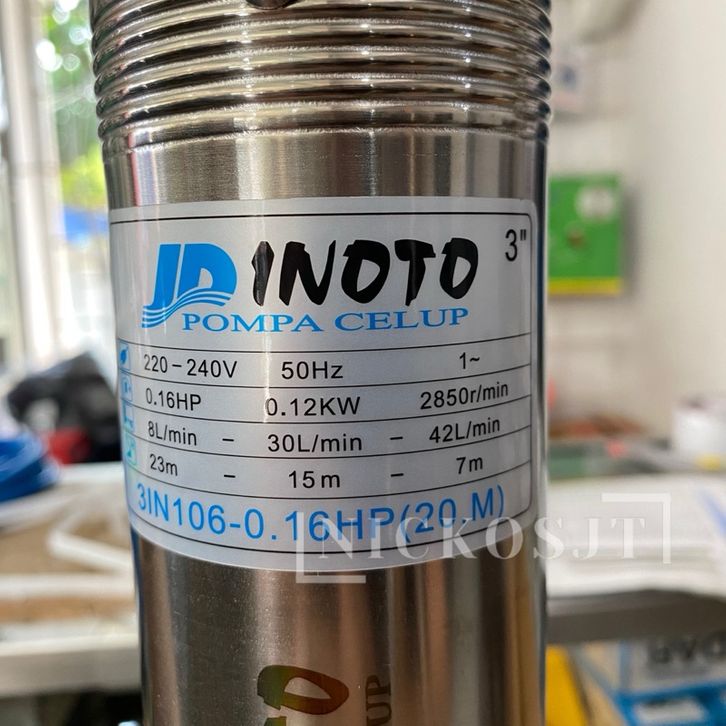 JD INOTO 3"
POMPA CELUP
220-240V 50Hz 1~
0.16HP 0.12KW 2850r/min
8L/min - 30L/min - 42L/min
23m - 15m - 7m
3IN106-0.16HP(20.M)
NICKOSJT
UP